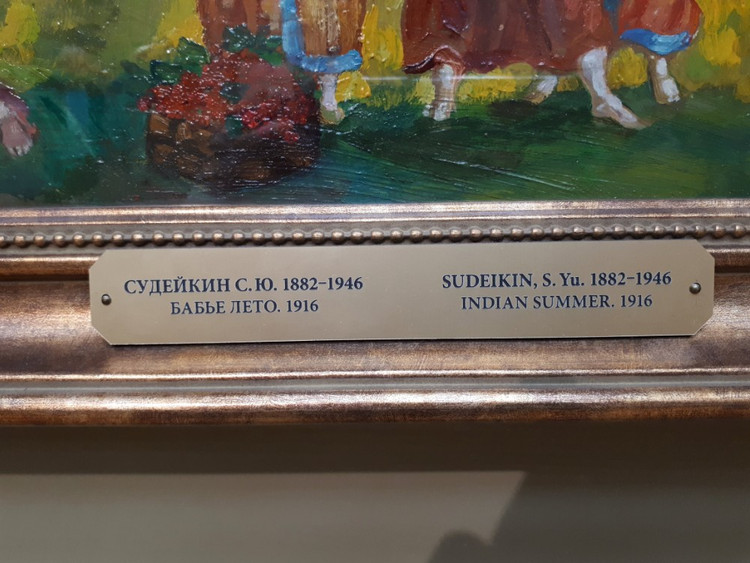 СУДЕЙКИН С. Ю. 1882–1946
БАБЬЕ ЛЕТО. 1916
SUDEIKIN, S. Yu. 1882–1946
INDIAN SUMMER. 1916